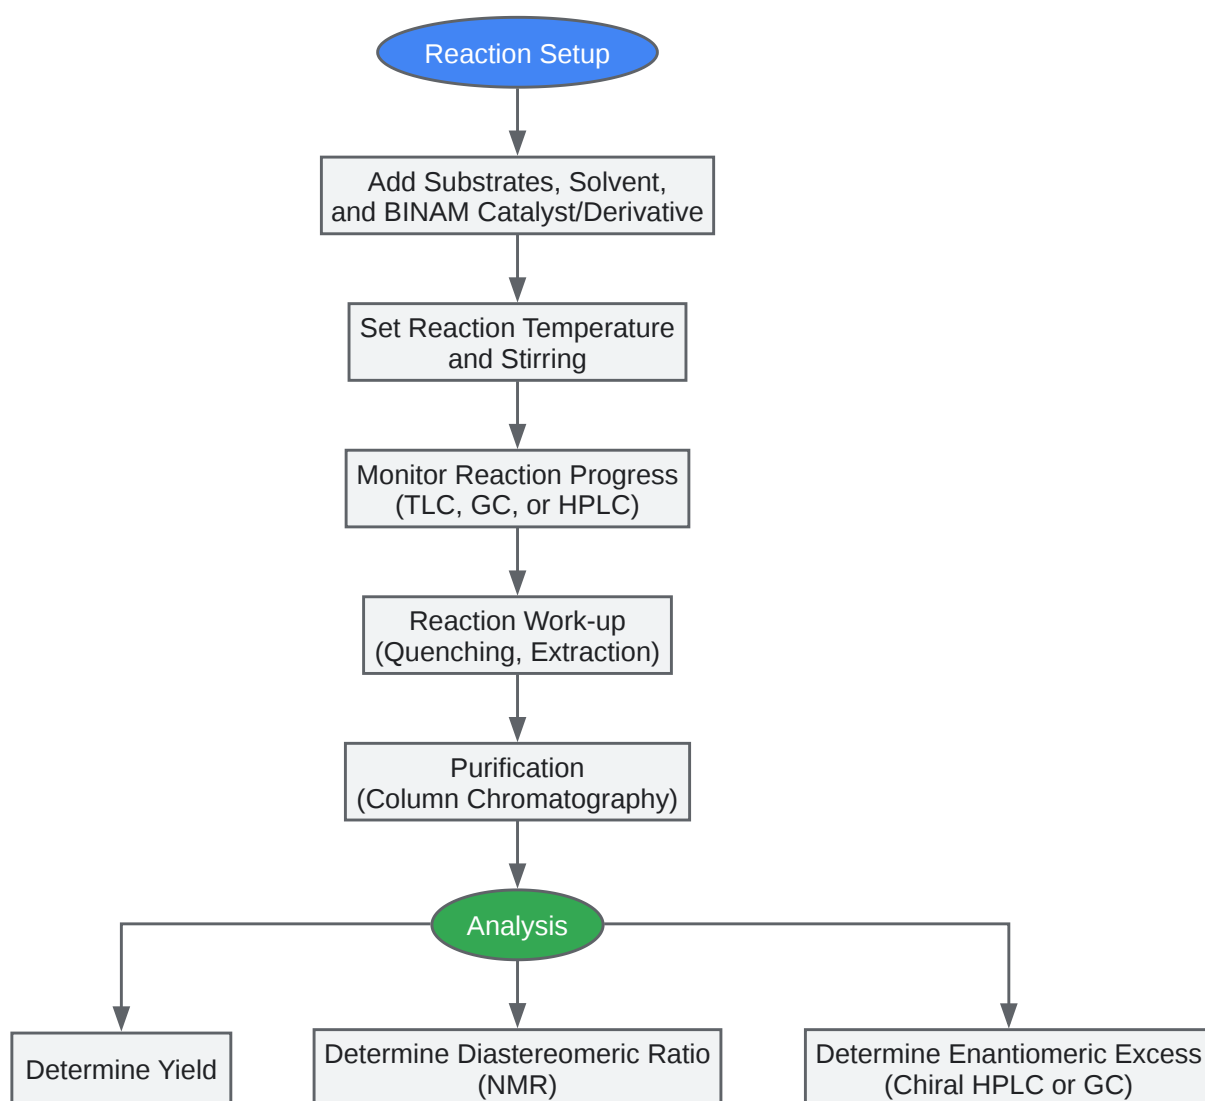 Reaction Setup
Add Substrates, Solvent,
and BINAM Catalyst/Derivative
Set Reaction Temperature
and Stirring
Monitor Reaction Progress
(TLC, GC, or HPLC)
Reaction Work-up
(Quenching, Extraction)
Purification
(Column Chromatography)
Analysis
Determine Yield
Determine Diastereomeric Ratio
(NMR)
Determine Enantiomeric Excess
(Chiral HPLC or GC)